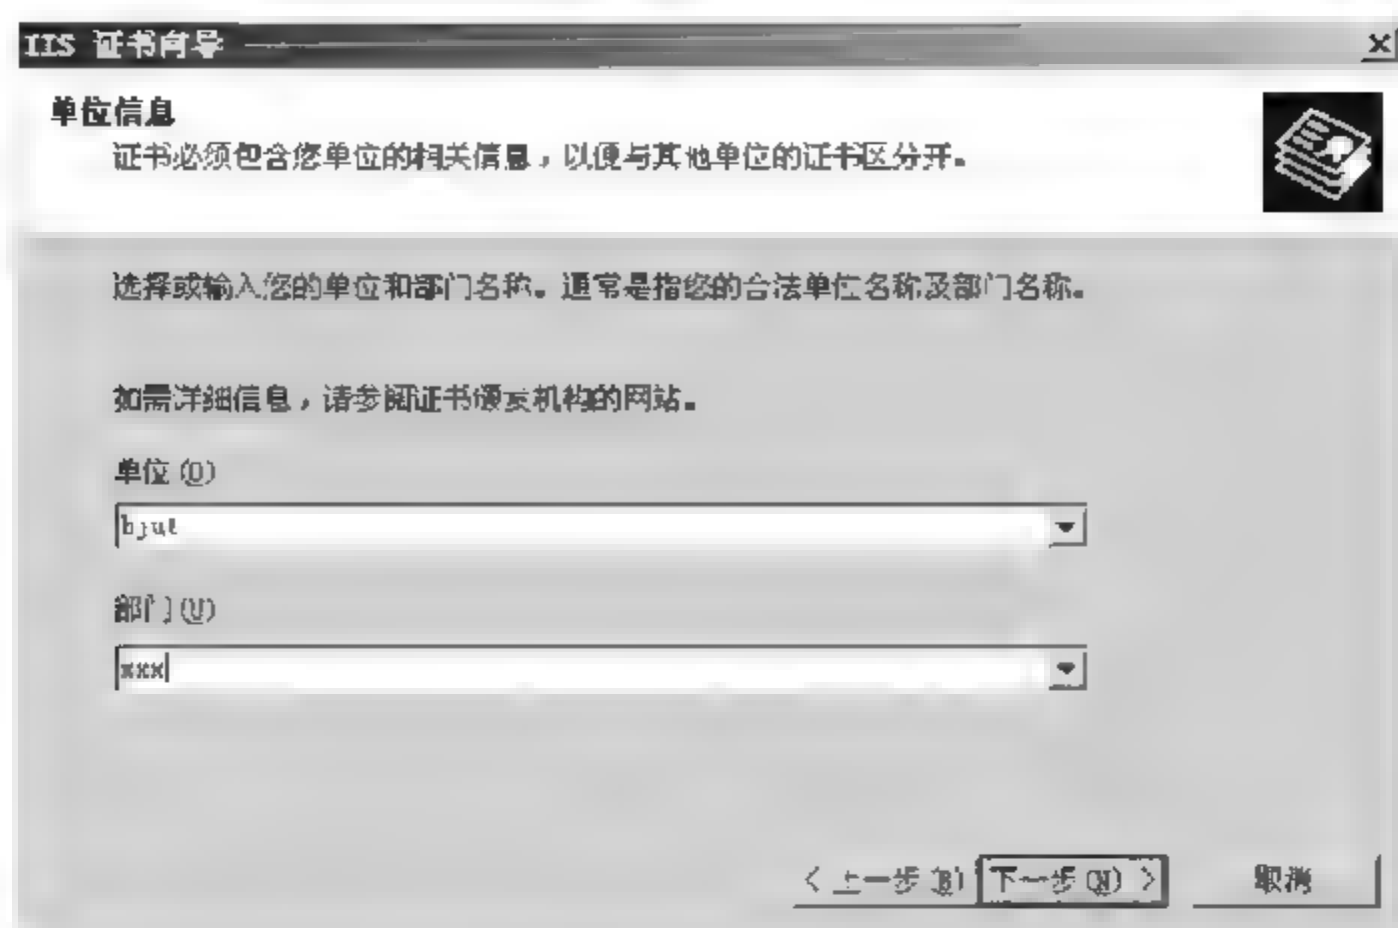 IIS 证书向导
单位信息
证书必须包含您单位的相关信息，以便与其他单位的证书区分开。
选择或输入您的单位和部门名称。通常是指您的合法单位名称及部门名称。
如需详细信息，请参阅证书颁发机构的网站。
单位(O)
bjut
部门(U)
xxx
< 上一步(B) 下一步(N) > 取消